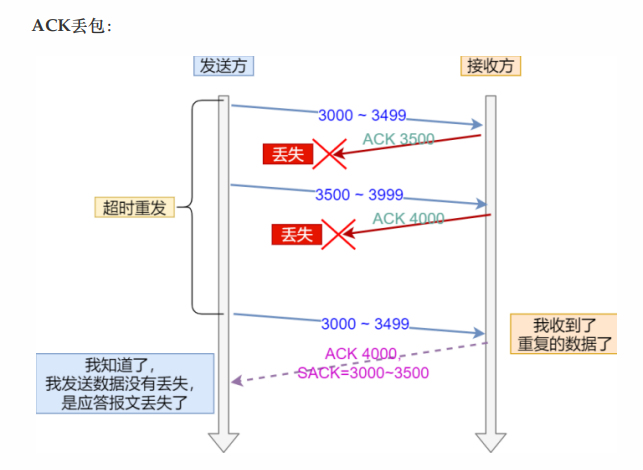 ACK丢包：
发送方
接收方
3000 ~ 3499
ACK 3500
丢失
超时重发
3500 ~ 3999
ACK 4000
丢失
3000 ~ 3499
我收到了
重复的数据了
ACK 4000,
SACK=3000~3500
我知道了，
我发送数据没有丢失，
是应答报文丢失了